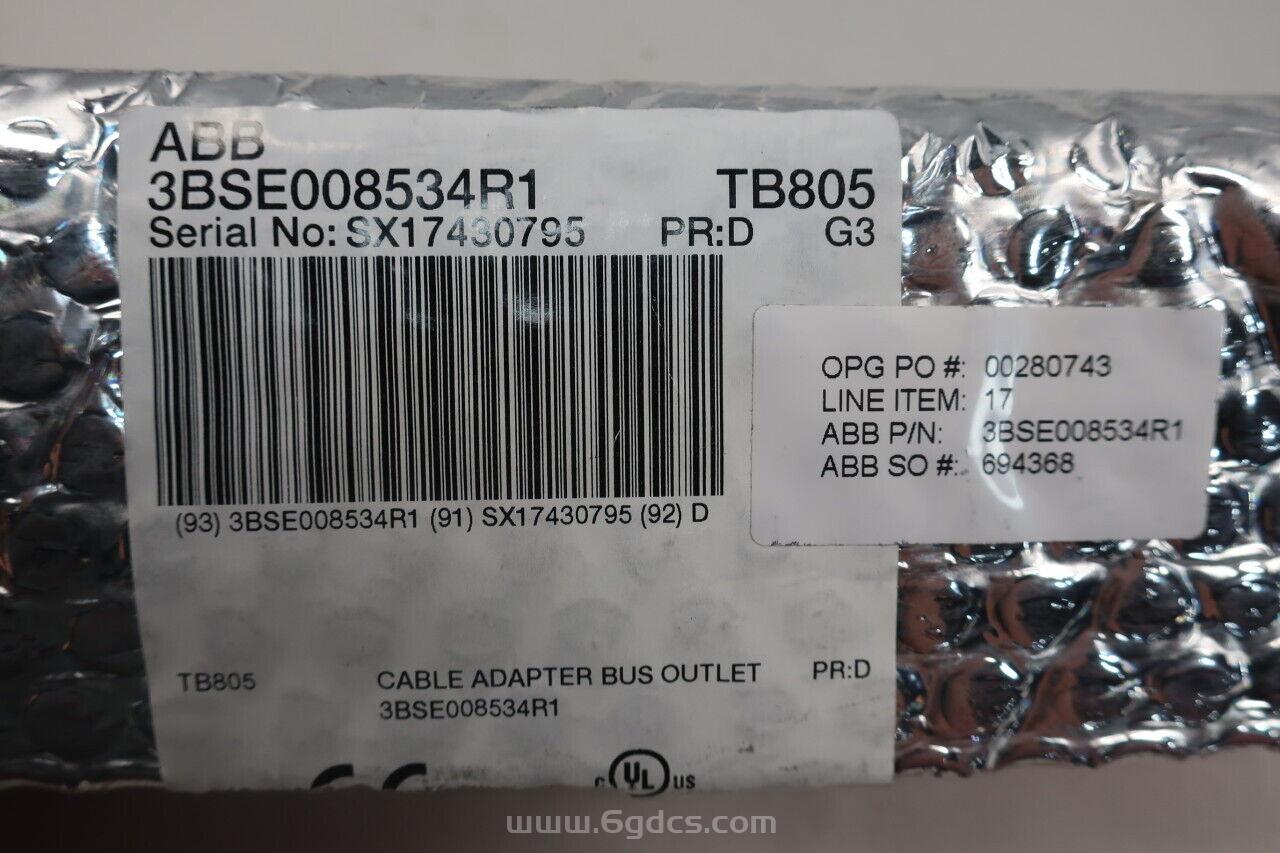 ABB
3BSE008534R1 TB805
Serial No: SX17430795 PR:D G3
(93) 3BSE008534R1 (91) SX17430795 (92) D
OPG PO #: 00280743
LINE ITEM: 17
ABB P/N: 3BSE008534R1
ABB SO #: 694368
TB805 CABLE ADAPTER BUS OUTLET PR:D
3BSE008534R1
CE c UL US
www.6gdcs.com